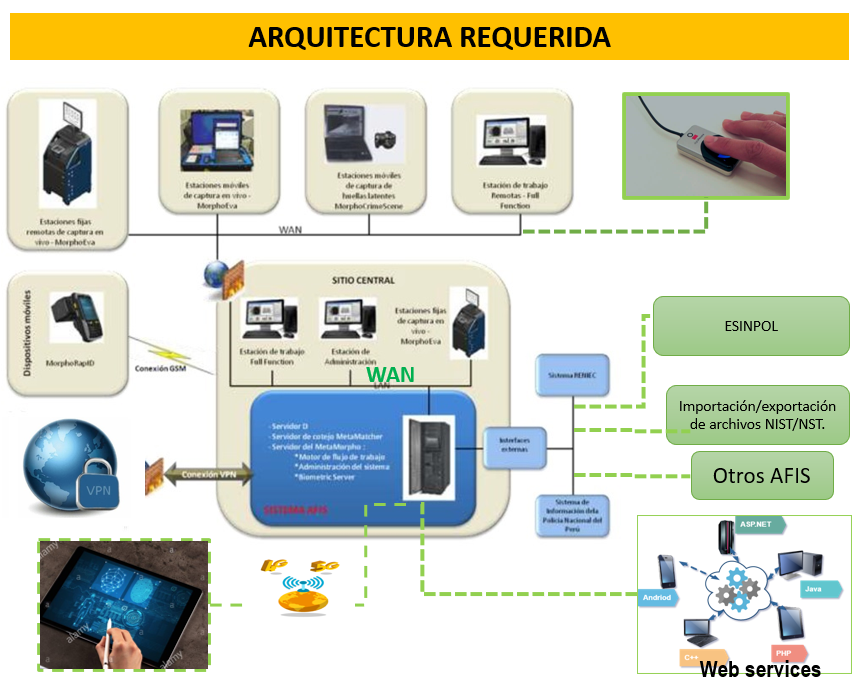 ARQUITECTURA REQUERIDA
Estaciones fijas
remotas de captura en
vivo - MorphoEva
Estaciones móviles
de captura en vivo -
MorphoEva
Estaciones móviles
de captura de
huellas latentes
MorphoCrimeScene
Estación de trabajo
Remotas - Full
Function
WAN
Dispositivos móviles
MorphoRapID
Conexión GSM
SITIO CENTRAL
Estación de trabajo
Full Function
Estación de
Administración
Estaciones fijas
de captura en
vivo -
MorphoEva
WAN
LAN
- Servidor D
- Servidor de cotejo MetaMatcher
- Servidor del MetaMorpho :
*Motor de flujo de trabajo
*Administración del sistema
*Biometric Server
SISTEMA AFIS
Conexión VPN
VPN
Interfaces
externas
Sistema RENIEC
Sistema de
Información dela
Policía Nacional del
Perú
ESINPOL
Importación/exportación
de archivos NIST/NST.
Otros AFIS
alamy
alamy
a
a
IP
5G
ASP.NET
Andriod
Java
C++
PHP
Web services